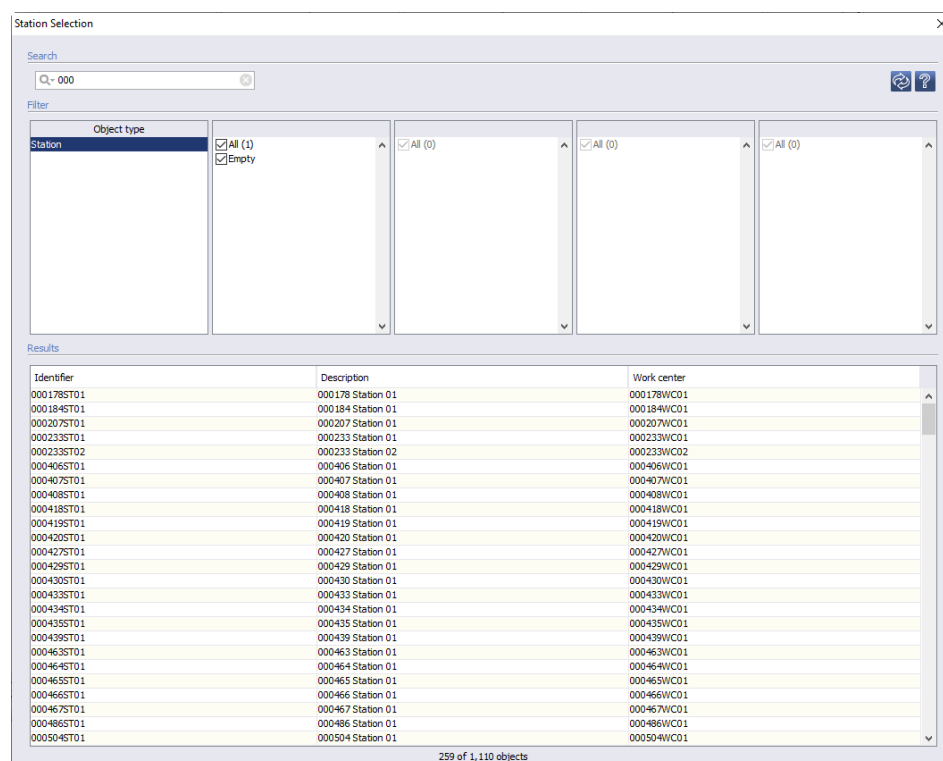 Station Selection
Search
000
Filter
Object type
Station
All (1)
Empty
All (0)
All (0)
All (0)
Results
Identifier Description Work center
000178ST01 000178 Station 01 000178WC01
000184ST01 000184 Station 01 000184WC01
000207ST01 000207 Station 01 000207WC01
000233ST01 000233 Station 01 000233WC01
000233ST02 000233 Station 02 000233WC02
000406ST01 000406 Station 01 000406WC01
000407ST01 000407 Station 01 000407WC01
000408ST01 000408 Station 01 000408WC01
000418ST01 000418 Station 01 000418WC01
000419ST01 000419 Station 01 000419WC01
000420ST01 000420 Station 01 000420WC01
000427ST01 000427 Station 01 000427WC01
000429ST01 000429 Station 01 000429WC01
000430ST01 000430 Station 01 000430WC01
000433ST01 000433 Station 01 000433WC01
000434ST01 000434 Station 01 000434WC01
000435ST01 000435 Station 01 000435WC01
000439ST01 000439 Station 01 000439WC01
000463ST01 000463 Station 01 000463WC01
000464ST01 000464 Station 01 000464WC01
000465ST01 000465 Station 01 000465WC01
000466ST01 000466 Station 01 000466WC01
000467ST01 000467 Station 01 000467WC01
000486ST01 000486 Station 01 000486WC01
000504ST01 000504 Station 01 000504WC01
259 of 1,110 objects